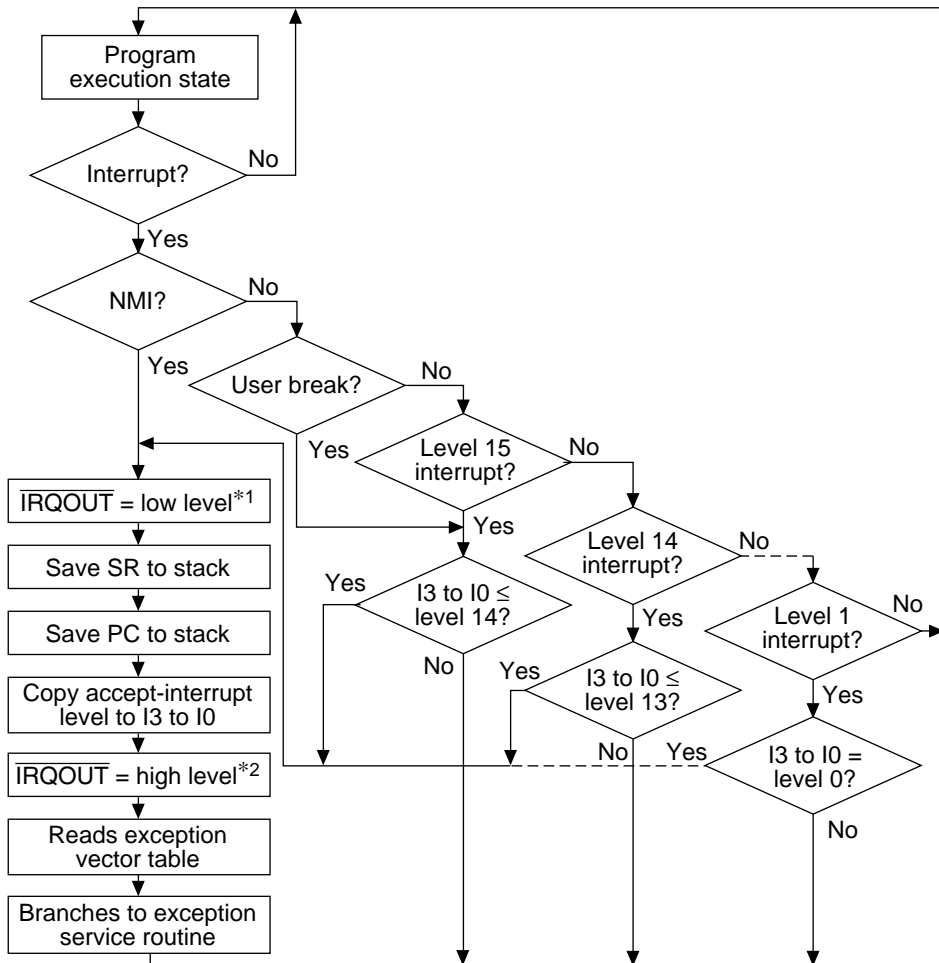 Program
execution state
Interrupt?
No
Yes
NMI?
No
Yes
User break?
No
Yes
Level 15
interrupt?
No
Yes
Level 14
interrupt?
No
Yes
Level 1
interrupt?
No
Yes
I3 to I0 ≤
level 14?
Yes
No
I3 to I0 ≤
level 13?
Yes
No
I3 to I0 =
level 0?
Yes
No
IRQOUT = low level*1
Save SR to stack
Save PC to stack
Copy accept-interrupt
level to I3 to I0
IRQOUT = high level*2
Reads exception
vector table
Branches to exception
service routine